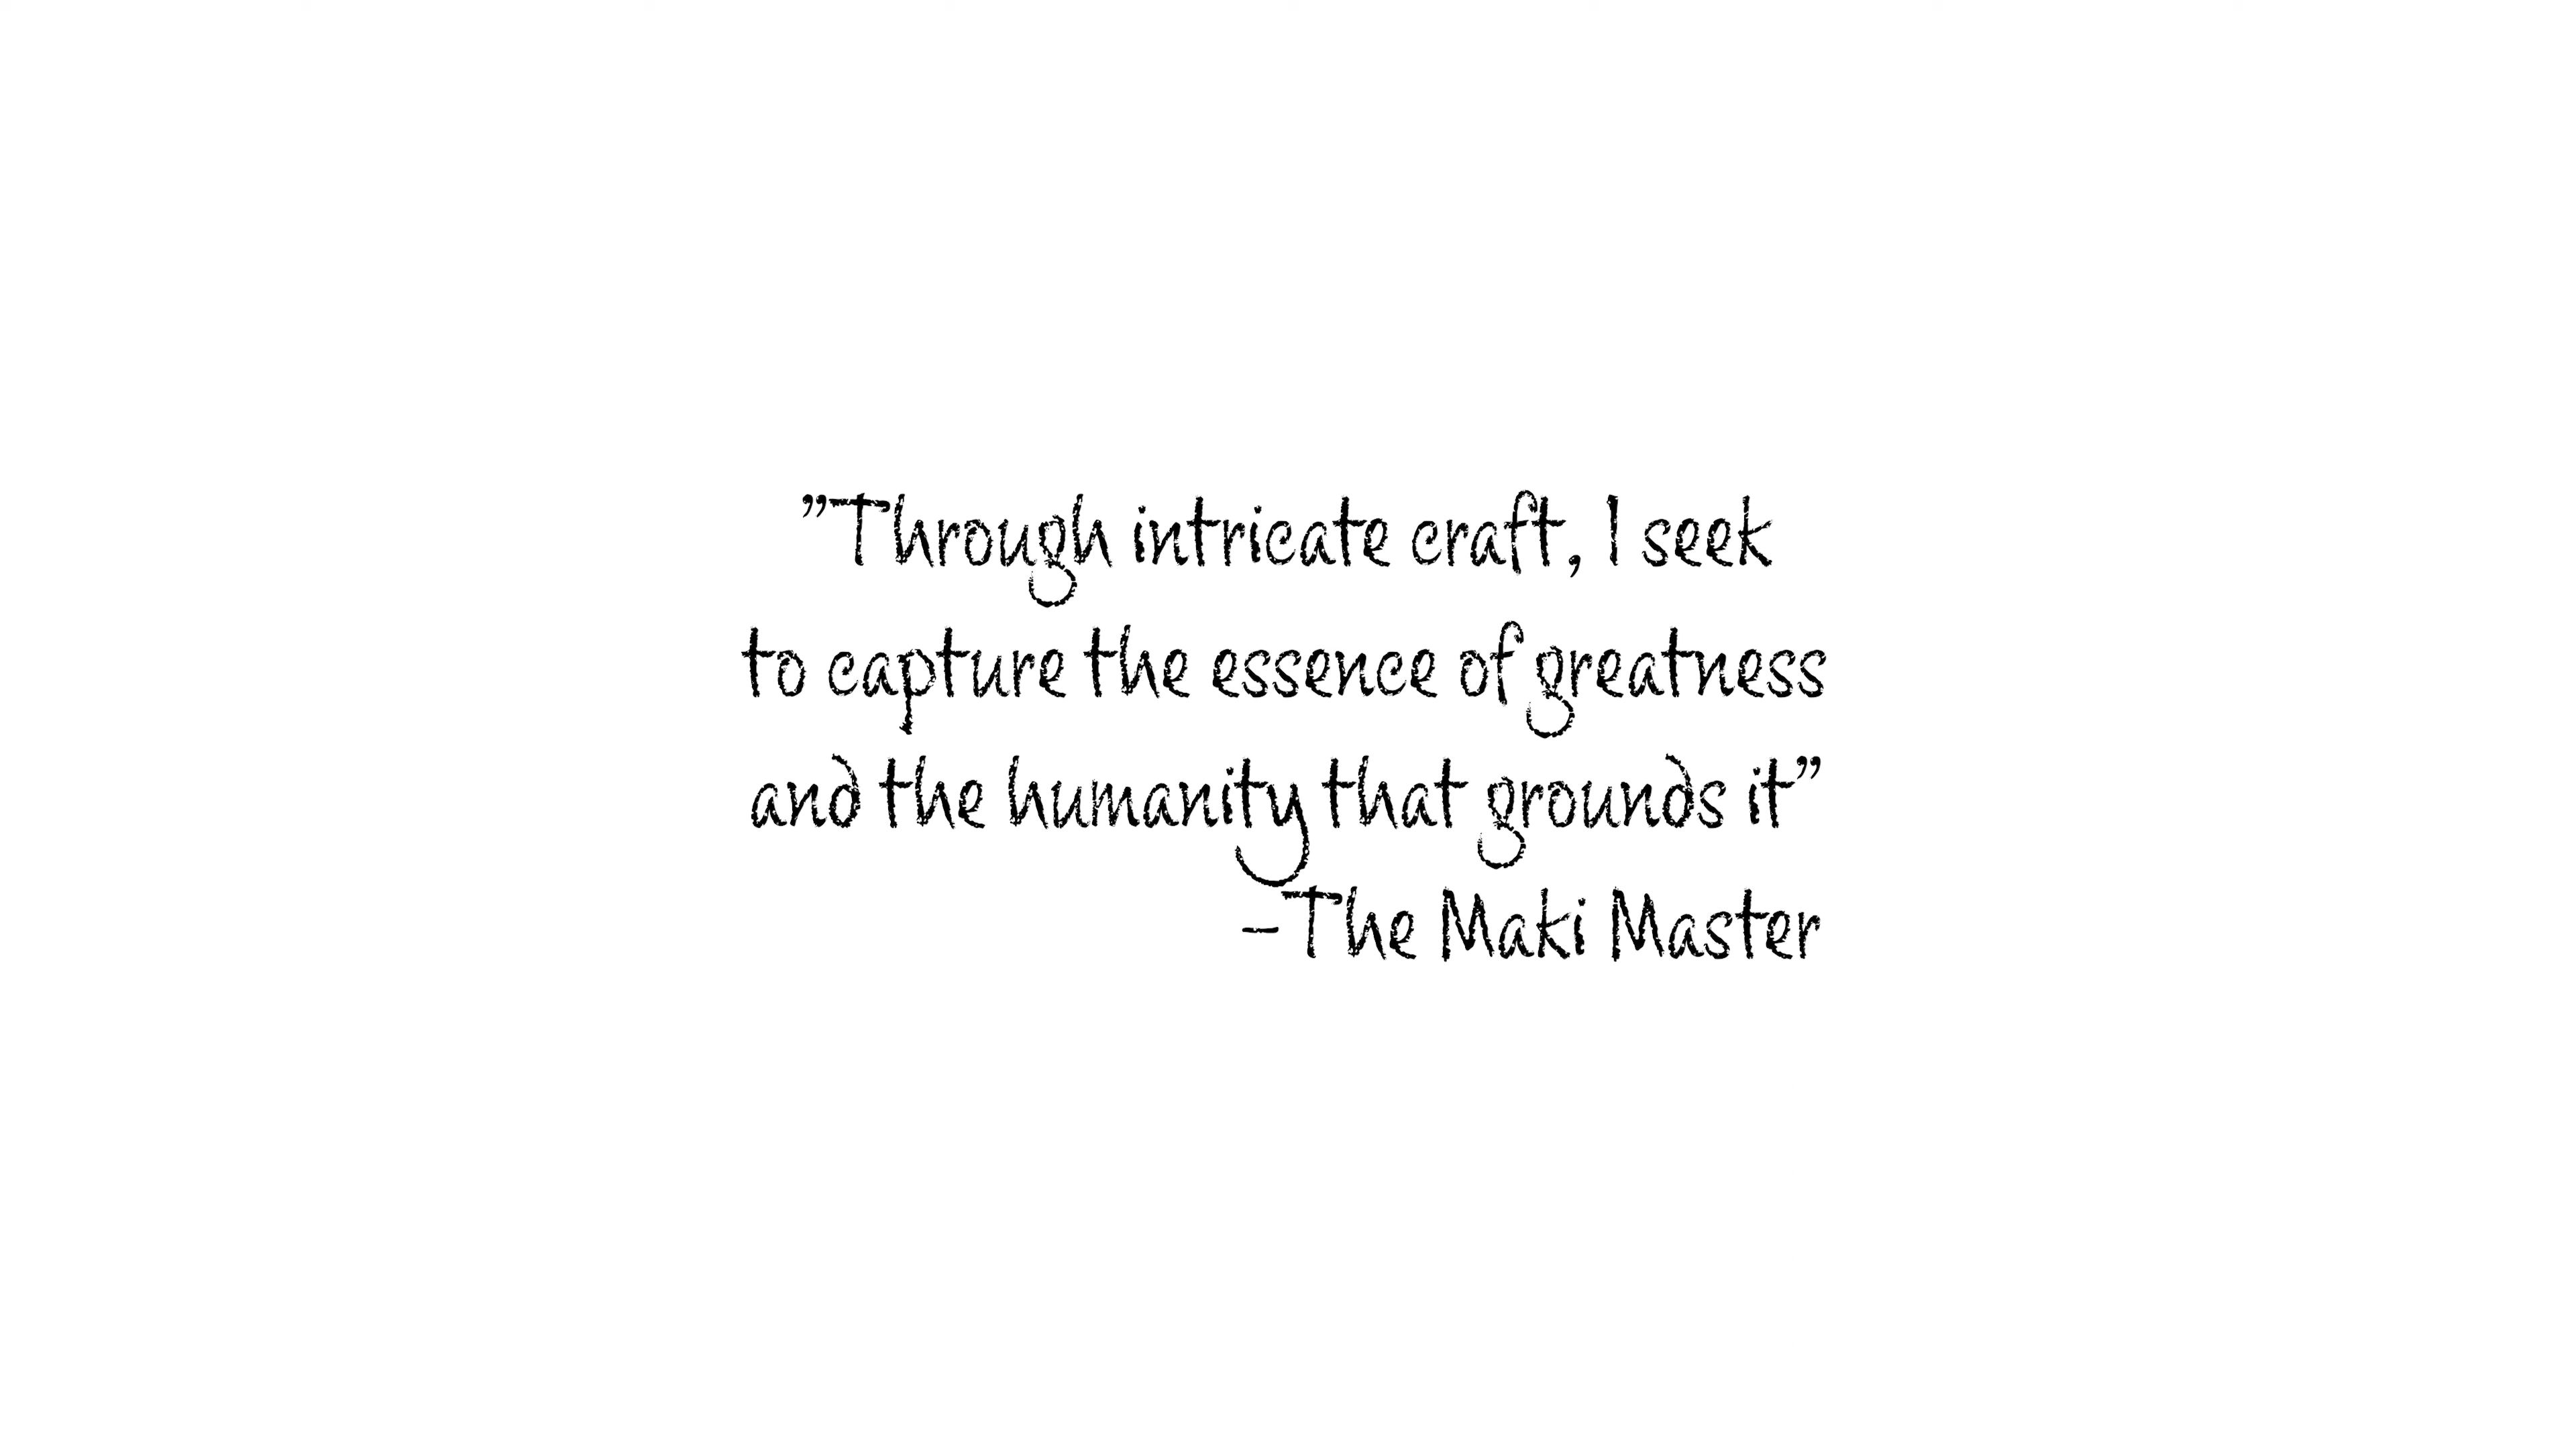 ”Through intricate craft, I seek
to capture the essence of greatness
and the humanity that grounds it”
-The Maki Master